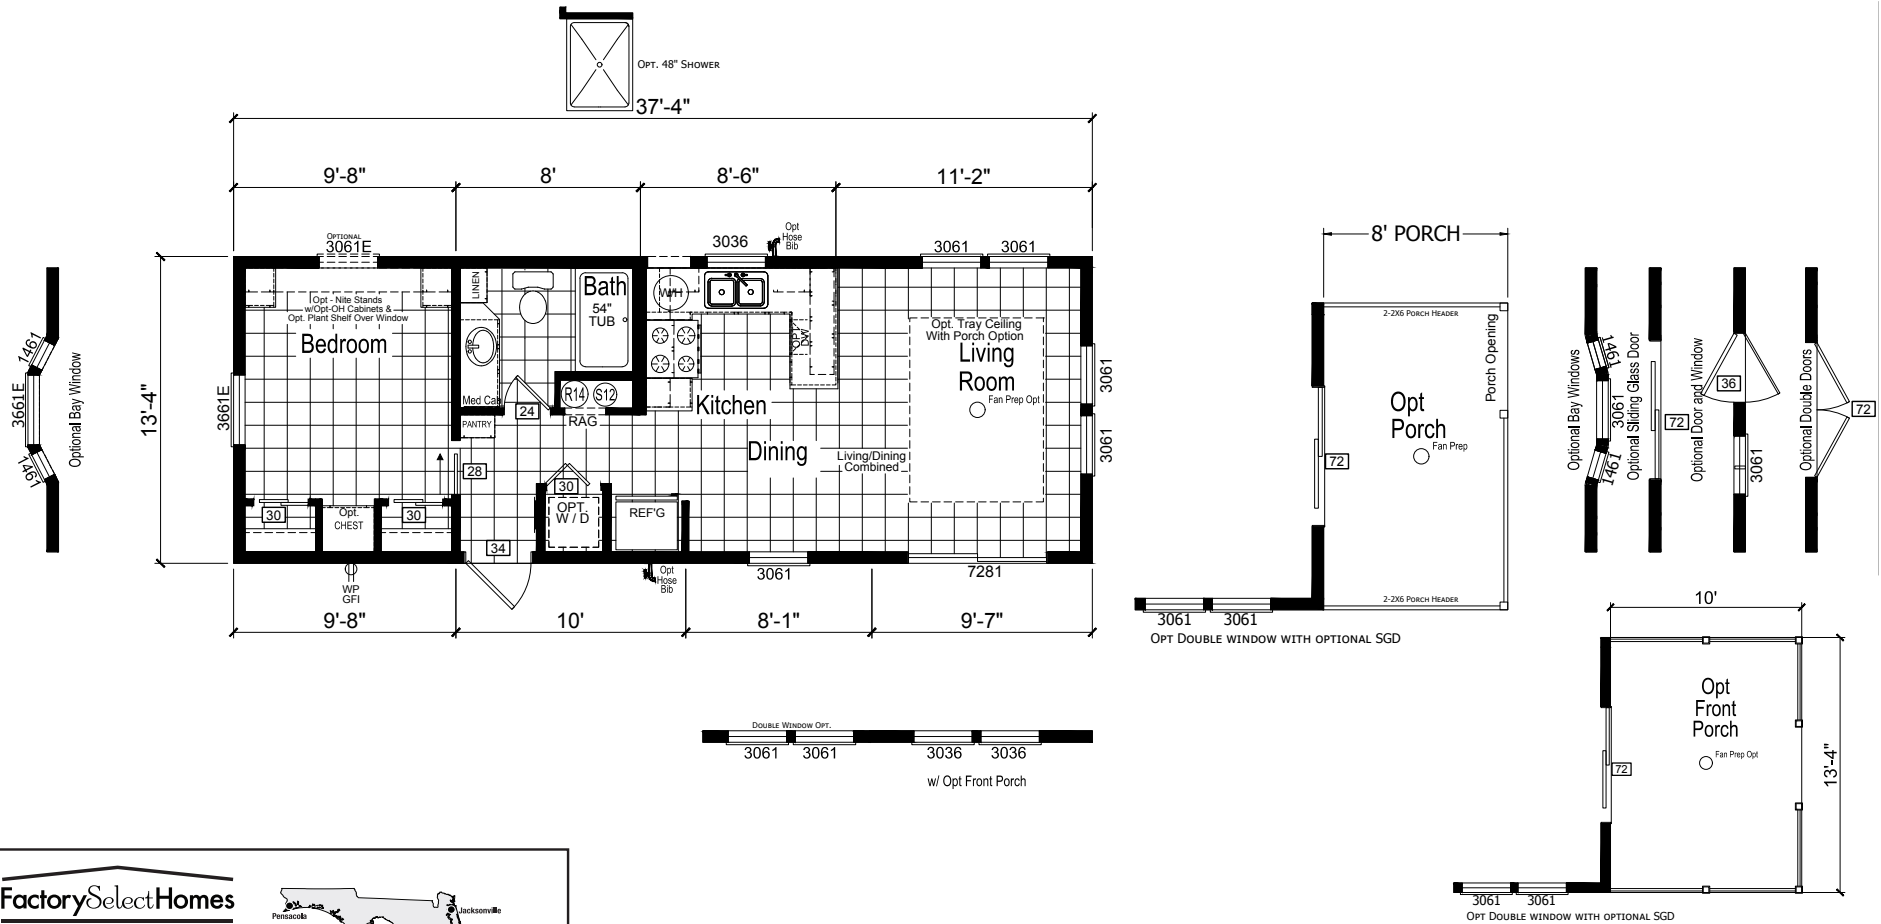 OPT. 48" SHOWER
37'-4"
9'-8"
8'
8'-6"
11'-2"
OPTIONAL
3061E
3036
Opt
Hose
Bib
3061
3061
13'-4"
1461
3661E
1461
Optional Bay Window
3661E
Opt - Nite Stands
w/Opt-OH Cabinets &
Opt. Plant Shelf Over Window
Bedroom
LINEN
Bath
54"
TUB
Med Cab
PANTRY
24
R14
S12
RAG
28
30
30
30
Opt.
CHEST
34
OPT.
W / D
REF'G
W/H
OPT
DW
Kitchen
Dining
Living/Dining
Combined
Opt. Tray Ceiling
With Porch Option
Living
Room
Fan Prep Opt
3061
3061
WP
GFI
Opt
Hose
Bib
3061
7281
9'-8"
10'
8'-1"
9'-7"
DOUBLE WINDOW OPT.
3061
3061
3036
3036
w/ Opt Front Porch
8' PORCH
2-2X6 PORCH HEADER
Porch Opening
Opt
Porch
Fan Prep
72
2-2X6 PORCH HEADER
3061
3061
OPT DOUBLE WINDOW WITH OPTIONAL SGD
Optional Bay Windows
1461
3061
1461
Optional Sliding Glass Door
72
Optional Door and Window
36
3061
Optional Double Doors
72
10'
Opt
Front
Porch
Fan Prep Opt
72
13'-4"
3061
3061
OPT DOUBLE WINDOW WITH OPTIONAL SGD
FactorySelectHomes
Pensacola
Jacksonville